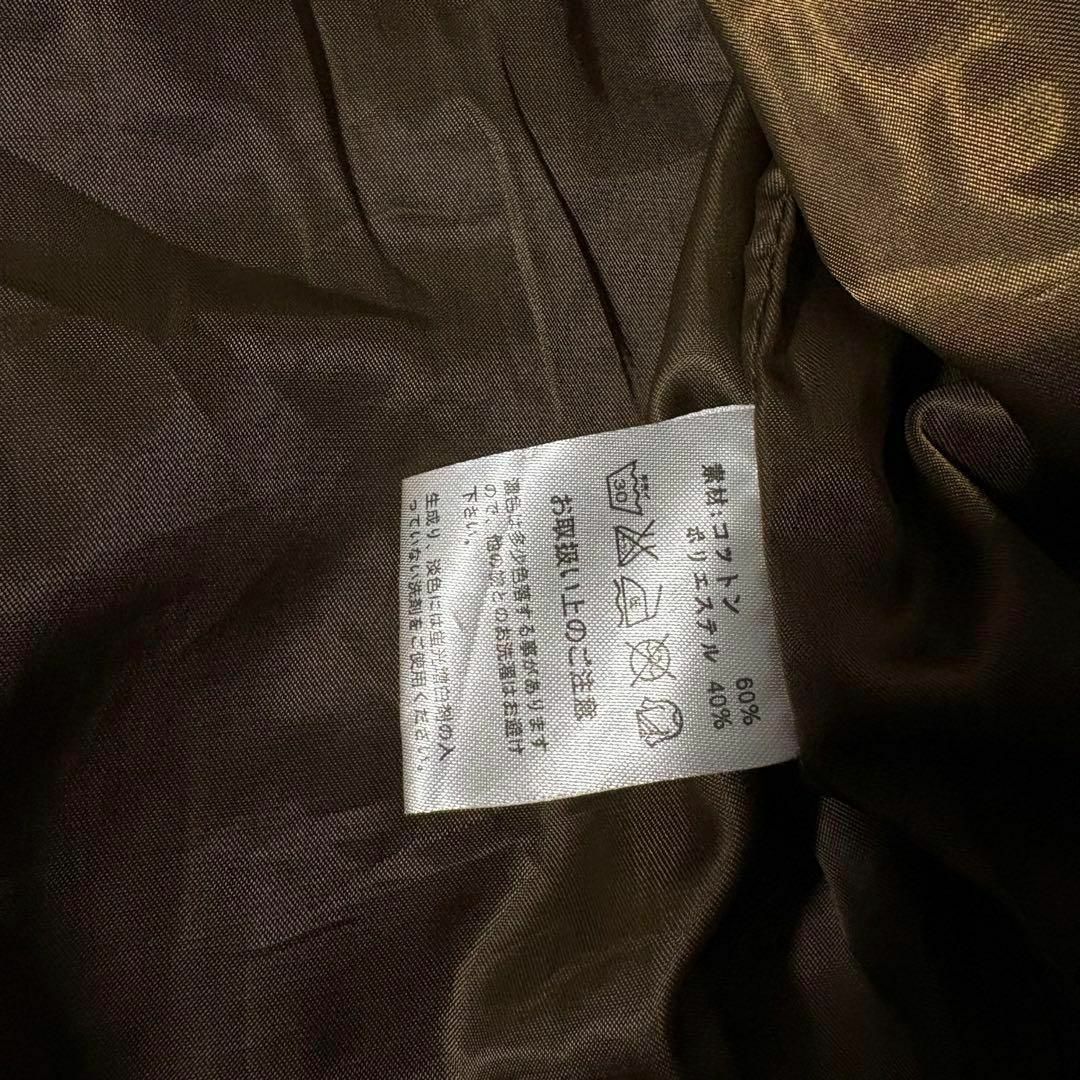 素材:コットン 60%
ポリエステル 40%
30
お取扱い上のご注意
濃色は多少色落する事があります
ので、他の物とのお洗濯はお避け
下さい。
生成り、淡色には蛍光増白剤の入
っていない洗剤をご使用ください。